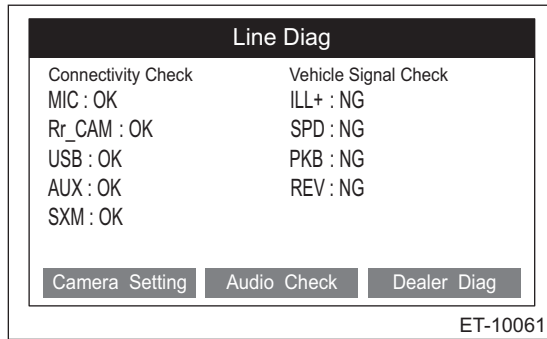 Line Diag
Connectivity Check
MIC : OK
Rr_CAM : OK
USB : OK
AUX : OK
SXM : OK
Vehicle Signal Check
ILL+ : NG
SPD : NG
PKB : NG
REV : NG
Camera Setting
Audio Check
Dealer Diag
ET-10061